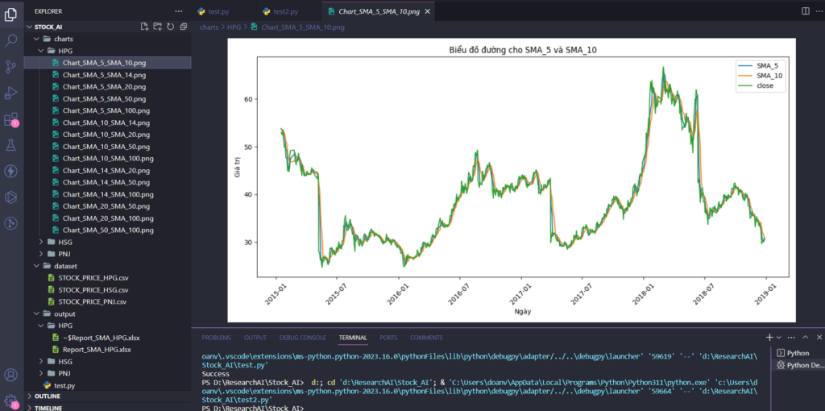 EXPLORER
STOCK_AI
charts
HPG
Chart_SMA_5_SMA_10.png
Chart_SMA_5_SMA_14.png
Chart_SMA_5_SMA_20.png
Chart_SMA_5_SMA_50.png
Chart_SMA_5_SMA_100.png
Chart_SMA_10_SMA_14.png
Chart_SMA_10_SMA_20.png
Chart_SMA_10_SMA_50.png
Chart_SMA_10_SMA_100.png
Chart_SMA_14_SMA_20.png
Chart_SMA_14_SMA_50.png
Chart_SMA_14_SMA_100.png
Chart_SMA_20_SMA_50.png
Chart_SMA_20_SMA_100.png
Chart_SMA_50_SMA_100.png
HSG
PNJ
dataset
STOCK_PRICE_HPG.csv
STOCK_PRICE_HSG.csv
STOCK_PRICE_PNJ.csv
output
HPG
~$Report_SMA_HPG.xlsx
Report_SMA_HPG.xlsx
HSG
PNJ
test.py
OUTLINE
TIMELINE
test.py test2.py Chart_SMA_5_SMA_10.png
charts > HPG > Chart_SMA_5_SMA_10.png
Biểu đồ đường cho SMA_5 và SMA_10
SMA_5
SMA_10
close
60
50
40
30
Giá trị
2015-01 2015-07 2016-01 2016-07 2017-01 2017-07 2018-01 2018-07 2019-01
Ngày
PROBLEMS OUTPUT DEBUG CONSOLE TERMINAL PORTS COMMENTS
oanv\.vscode\extensions\ms-python.python-2023.16.0\pythonFiles\lib\python\debugpy\adapter/../..\debugpy\launcher' '59619' '--' 'd:\ResearchAI\
Stock_AI\test.py'
Success
PS D:\ResearchAI\Stock_AI> d:; cd 'd:\ResearchAI\Stock_AI'; & 'C:\Users\doanv\AppData\Local\Programs\Python\Python311\python.exe' 'c:\Users\d
oanv\.vscode\extensions\ms-python.python-2023.16.0\pythonFiles\lib\python\debugpy\adapter/../..\debugpy\launcher' '59664' '--' 'd:\ResearchAI\
Stock_AI\test2.py'
PS D:\ResearchAI\Stock_AI>
Python
Python De...